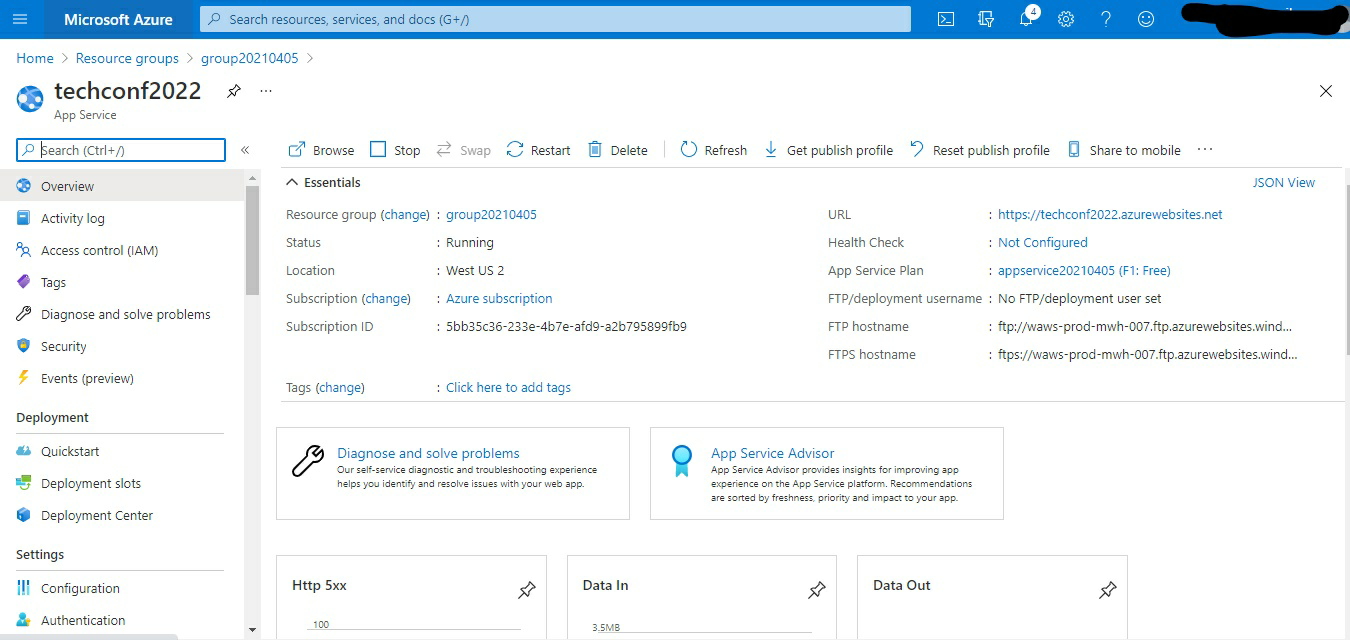 Microsoft Azure
Search resources, services, and docs (G+/)
4
Home > Resource groups > group20210405 >
techconf2022
...
App Service
Search (Ctrl+/)
«
Overview
Activity log
Access control (IAM)
Tags
Diagnose and solve problems
Security
Events (preview)
Deployment
Quickstart
Deployment slots
Deployment Center
Settings
Configuration
Authentication
Browse Stop Swap Restart Delete Refresh Get publish profile Reset publish profile Share to mobile ...
Essentials
JSON View
Resource group (change) : group20210405
Status : Running
Location : West US 2
Subscription (change) : Azure subscription
Subscription ID : 5bb35c36-233e-4b7e-afd9-a2b795899fb9
URL : https://techconf2022.azurewebsites.net
Health Check : Not Configured
App Service Plan : appservice20210405 (F1: Free)
FTP/deployment username : No FTP/deployment user set
FTP hostname : ftp://waws-prod-mwh-007.ftp.azurewebsites.wind...
FTPS hostname : ftps://waws-prod-mwh-007.ftp.azurewebsites.wind...
Tags (change) : Click here to add tags
Diagnose and solve problems
Our self-service diagnostic and troubleshooting experience
helps you identify and resolve issues with your web app.
App Service Advisor
App Service Advisor provides insights for improving app
experience on the App Service platform. Recommendations
are sorted by freshness, priority and impact to your app.
Http 5xx
100
Data In
3.5MB
Data Out